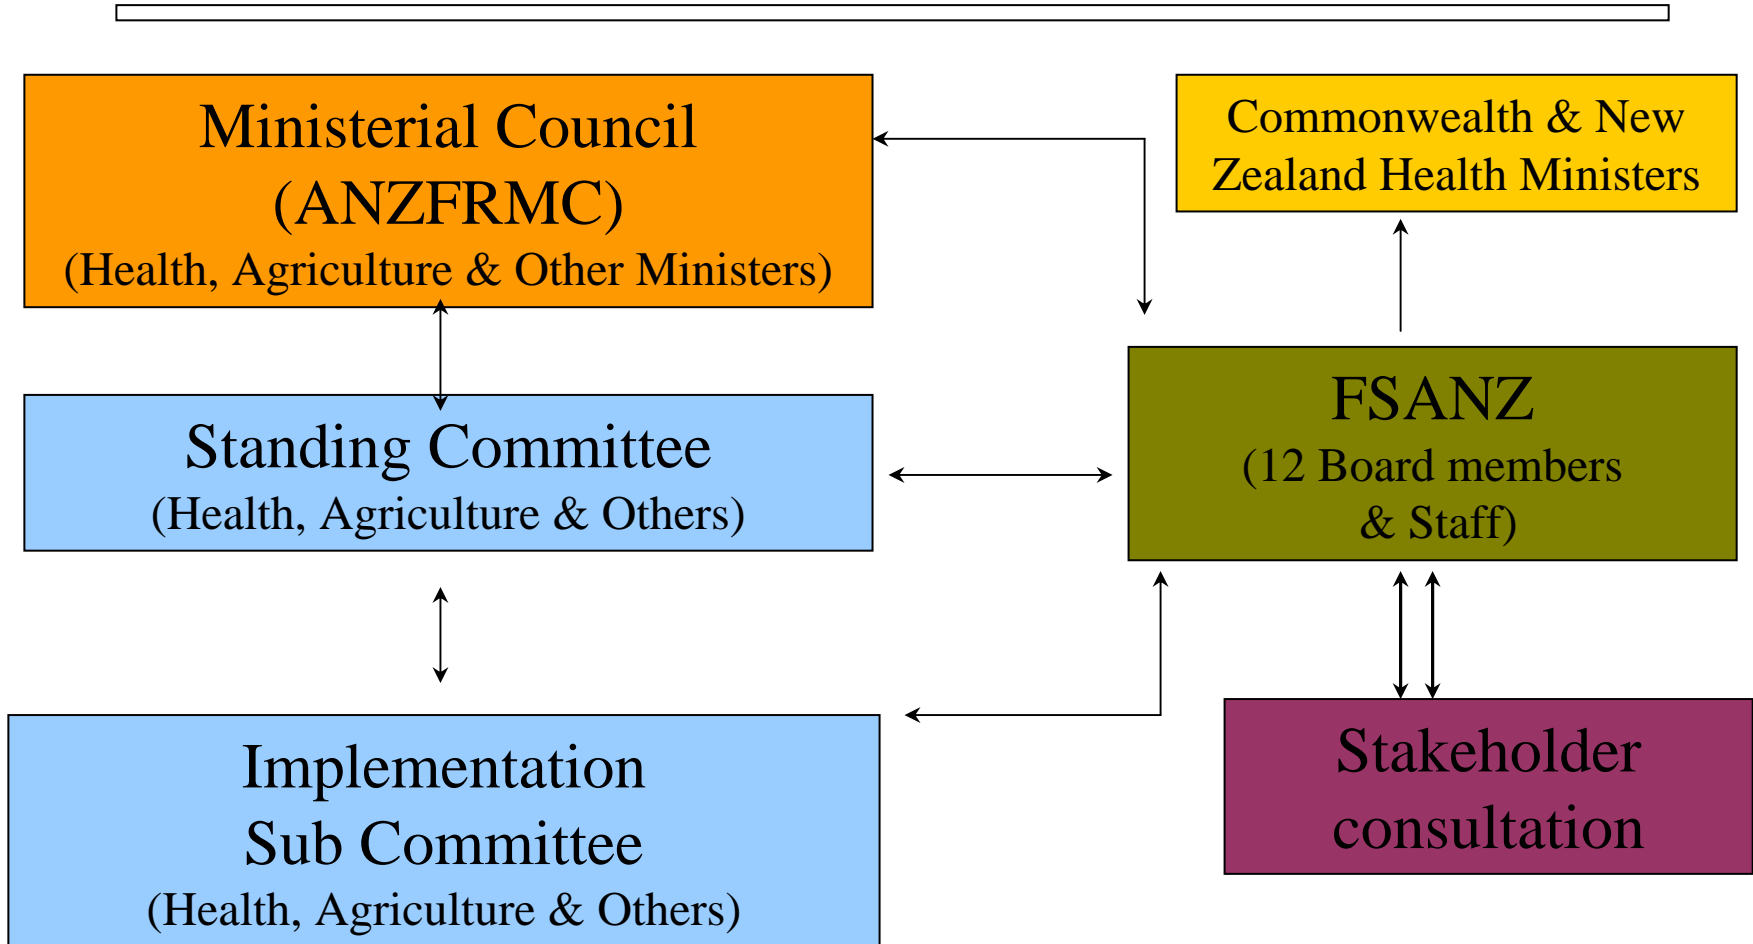 Ministerial Council
(ANZFRMC)
(Health, Agriculture & Other Ministers)
Commonwealth & New
Zealand Health Ministers
Standing Committee
(Health, Agriculture & Others)
FSANZ
(12 Board members
& Staff)
Implementation
Sub Committee
(Health, Agriculture & Others)
Stakeholder
consultation